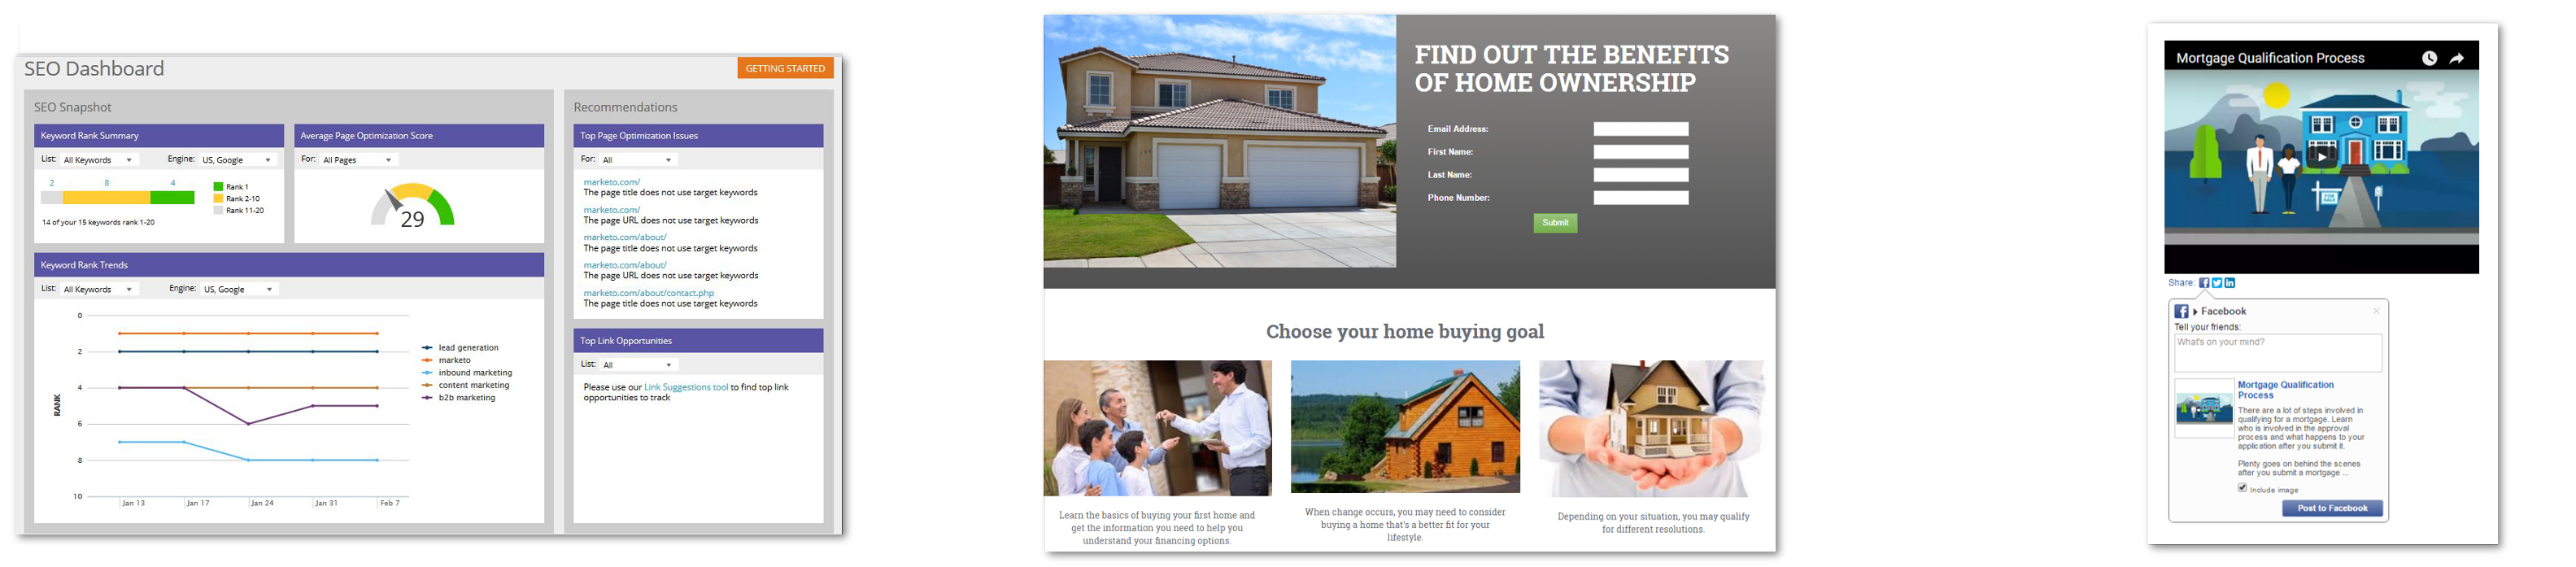 SEO Dashboard
GETTING STARTED
SEO Snapshot
Keyword Rank Summary
List: All Keywords
Engine: US, Google
2 8 4
Rank 1
Rank 2-10
Rank 11-20
14 of your 15 keywords rank 1-20
Average Page Optimization Score
For: All Pages
29
Keyword Rank Trends
List: All Keywords
Engine: US, Google
RANK
0
2
4
6
8
10
Jan 13
Jan 17
Jan 24
Jan 31
Feb 7
lead generation
marketo
inbound marketing
content marketing
b2b marketing
Recommendations
Top Page Optimization Issues
For: All
marketo.com/
The page title does not use target keywords
marketo.com/
The page URL does not use target keywords
marketo.com/about/
The page title does not use target keywords
marketo.com/about/
The page URL does not use target keywords
marketo.com/about/contact.php
The page title does not use target keywords
Top Link Opportunities
List: All
Please use our Link Suggestions tool to find top link
opportunities to track
FIND OUT THE BENEFITS
OF HOME OWNERSHIP
Email Address:
First Name:
Last Name:
Phone Number:
Submit
Choose your home buying goal
Learn the basics of buying your first home and
get the information you need to help you
understand your financing options.
When change occurs, you may need to consider
buying a home that's a better fit for your
lifestyle.
Depending on your situation, you may qualify
for different resolutions.
Mortgage Qualification Process
FOR
SALE
Share:
Facebook
Tell your friends:
What's on your mind?
Mortgage Qualification
Process
There are a lot of steps involved in
qualifying for a mortgage. Learn
who is involved in the approval
process and what happens to your
application after you submit it.
Plenty goes on behind the scenes
after you submit a mortgage ...
Include image
Post to Facebook